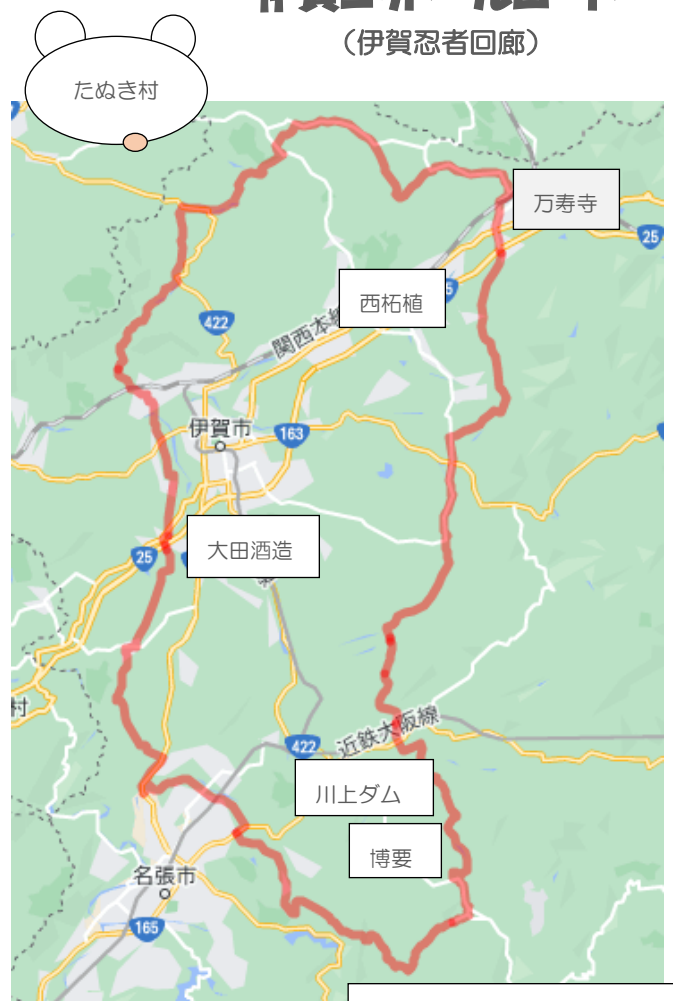 （伊賀忍者回廊）
たぬき村
万寿寺
25
西柘植
422
関西本線
伊賀市
163
大田酒造
25
村
422
近鉄大阪線
川上ダム
博要
名張市
165